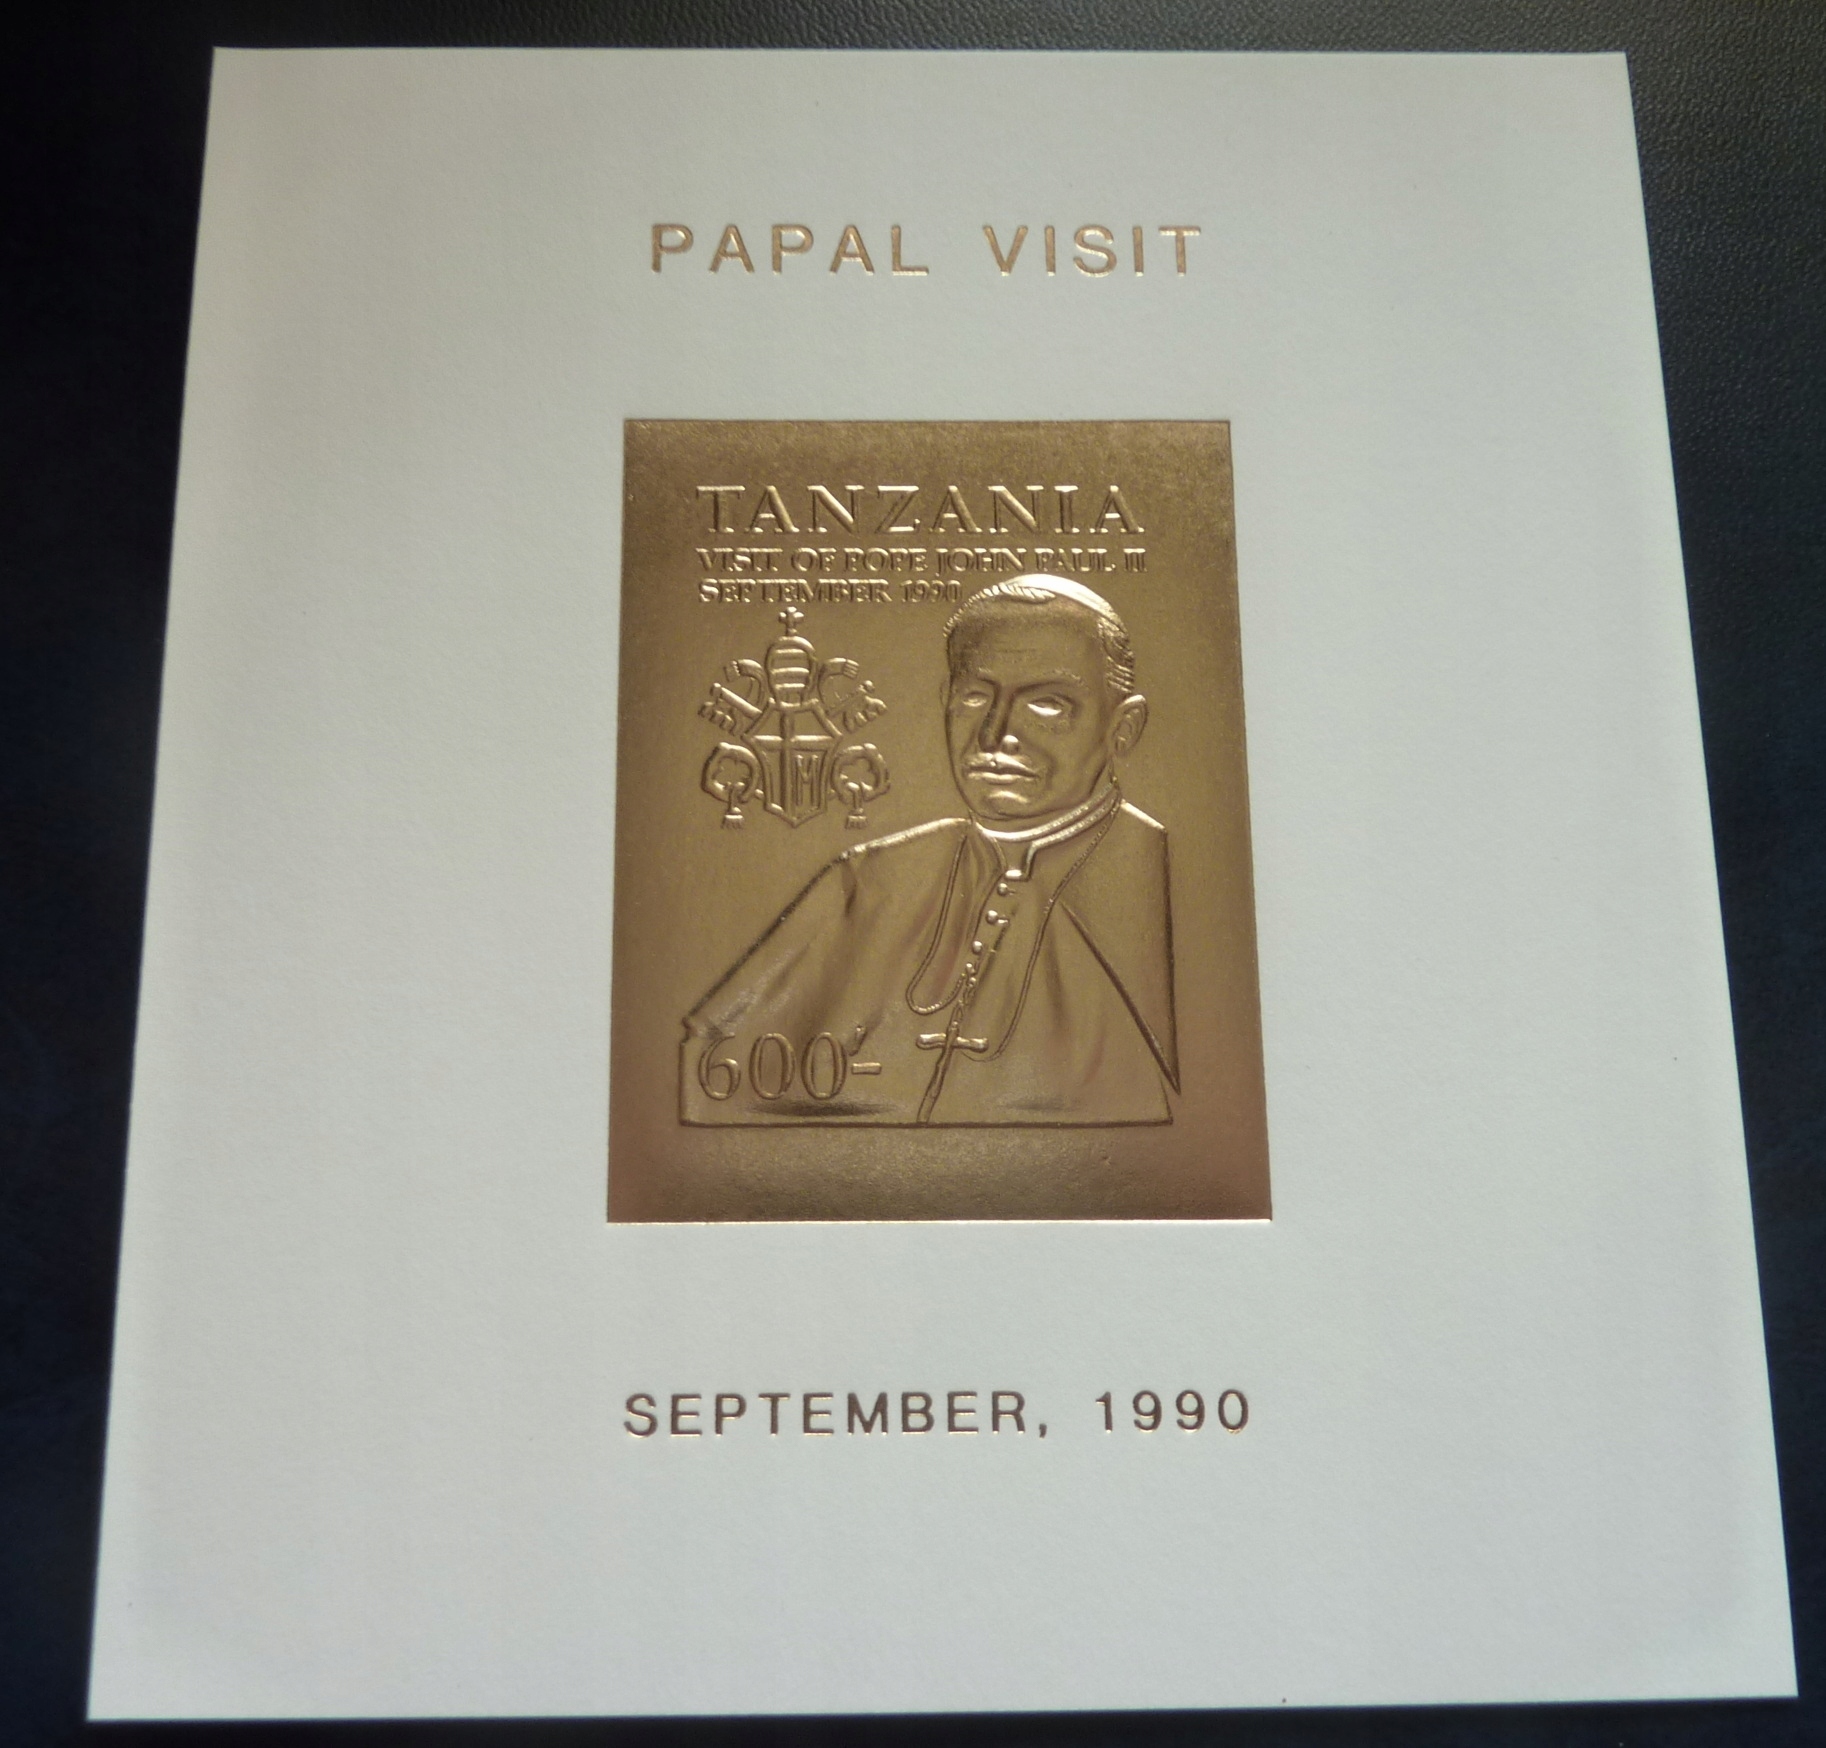 PAPAL VISIT
TANZANIA
VISIT OF POPE JOHN PAUL II
SEPTEMBER 1990
M
600/-
SEPTEMBER, 1990